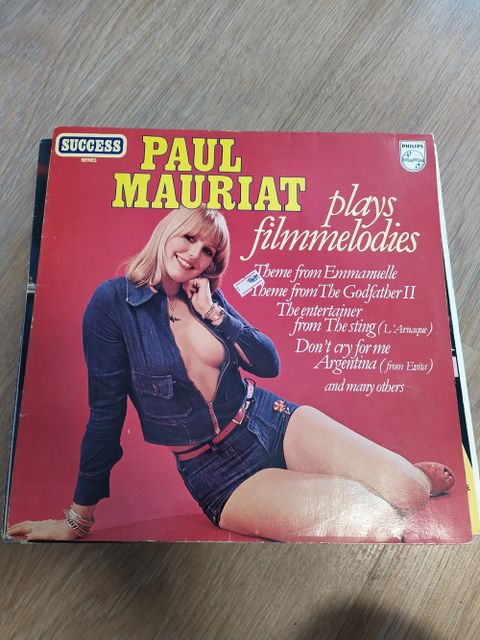 SUCCESS
SERIES
PAUL
MAURIAT
PHILIPS
plays
filmmelodies
Theme from Emmanuelle
Theme from The Godfather II
The entertainer
from The sting (L'Arnaque)
Don't cry for me
Argentina (from Evita)
and many others